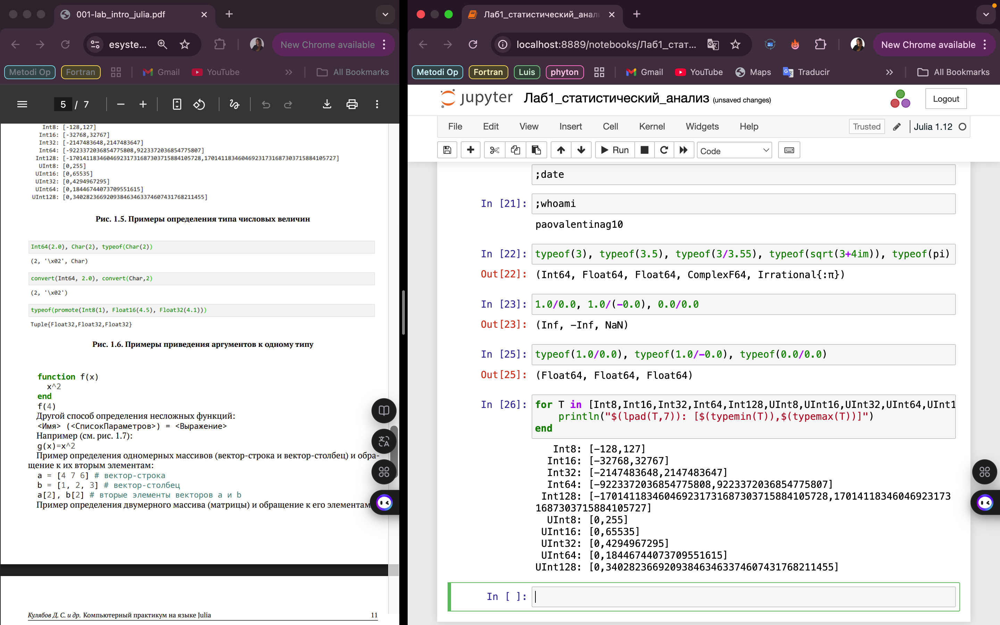 001-lab_intro_julia.pdf
esyste...
New Chrome available
Metodi Op
Fortran
Gmail
YouTube
All Bookmarks
5 / 7
Int8: [-128,127]
Int16: [-32768,32767]
Int32: [-2147483648,2147483647]
Int64: [-9223372036854775808,9223372036854775807]
Int128: [-170141183460469231731687303715884105728,170141183460469231731687303715884105727]
UInt8: [0,255]
UInt16: [0,65535]
UInt32: [0,4294967295]
UInt64: [0,18446744073709551615]
UInt128: [0,340282366920938463463374607431768211455]
Рис. 1.5. Примеры определения типа числовых величин
Int64(2.0), Char(2), typeof(Char(2))
(2, '\x02', Char)
convert(Int64, 2.0), convert(Char,2)
(2, '\x02')
typeof(promote(Int8(1), Float16(4.5), Float32(4.1)))
Tuple{Float32,Float32,Float32}
Рис. 1.6. Примеры приведения аргументов к одному типу
function f(x)
x^2
end
f(4)
Другой способ определения несложных функций:
<Имя> (<СписокПараметров>) = <Выражение>
Например (см. рис. 1.7):
g(x)=x^2
Пример определения одномерных массивов (вектор-строка и вектор-столбец) и обра-
щение к их вторым элементам:
a = [4 7 6] # вектор-строка
b = [1, 2, 3] # вектор-столбец
a[2], b[2] # вторые элементы векторов a и b
Пример определения двумерного массива (матрицы) и обращение к его элементам
Кулябов Д. С. и др. Компьютерный практикум на языке Julia 11
Лаб1_статистический_анал
localhost:8889/notebooks/Лаб1_стат...
New Chrome available
Metodi Op
Fortran
Luis
phyton
Gmail
YouTube
Maps
Traducir
All Bookmarks
jupyter Лаб1_статистический_анализ (unsaved changes)
Logout
File Edit View Insert Cell Kernel Widgets Help
Trusted
Julia 1.12
Run
Code
;date
In [21]: ;whoami
paovalentinag10
In [22]: typeof(3), typeof(3.5), typeof(3/3.55), typeof(sqrt(3+4im)), typeof(pi)
Out[22]: (Int64, Float64, Float64, ComplexF64, Irrational{:π})
In [23]: 1.0/0.0, 1.0/(-0.0), 0.0/0.0
Out[23]: (Inf, -Inf, NaN)
In [25]: typeof(1.0/0.0), typeof(1.0/-0.0), typeof(0.0/0.0)
Out[25]: (Float64, Float64, Float64)
In [26]: for T in [Int8,Int16,Int32,Int64,Int128,UInt8,UInt16,UInt32,UInt64,UInt1
println("$(lpad(T,7)): [$(typemin(T)),$(typemax(T))]")
end
Int8: [-128,127]
Int16: [-32768,32767]
Int32: [-2147483648,2147483647]
Int64: [-9223372036854775808,9223372036854775807]
Int128: [-170141183460469231731687303715884105728,17014118346046923173
1687303715884105727]
UInt8: [0,255]
UInt16: [0,65535]
UInt32: [0,4294967295]
UInt64: [0,18446744073709551615]
UInt128: [0,340282366920938463463374607431768211455]
In [ ]: